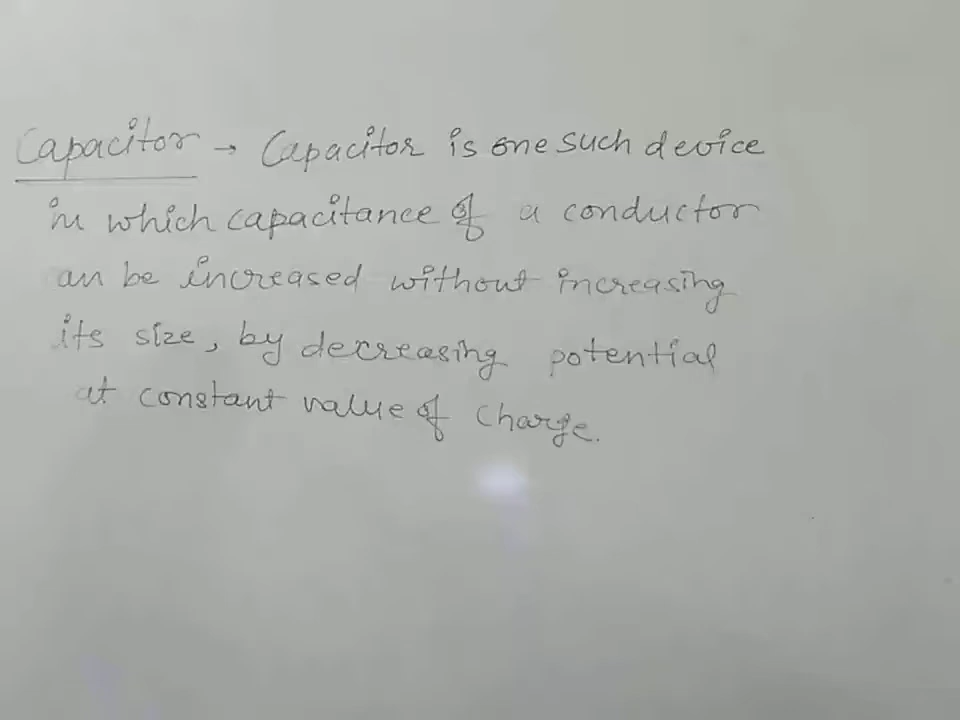 Capacitor → Capacitor is one such device
in which capacitance of a conductor
an be increased without increasing
its size, by decreasing potential
at constant value of charge.